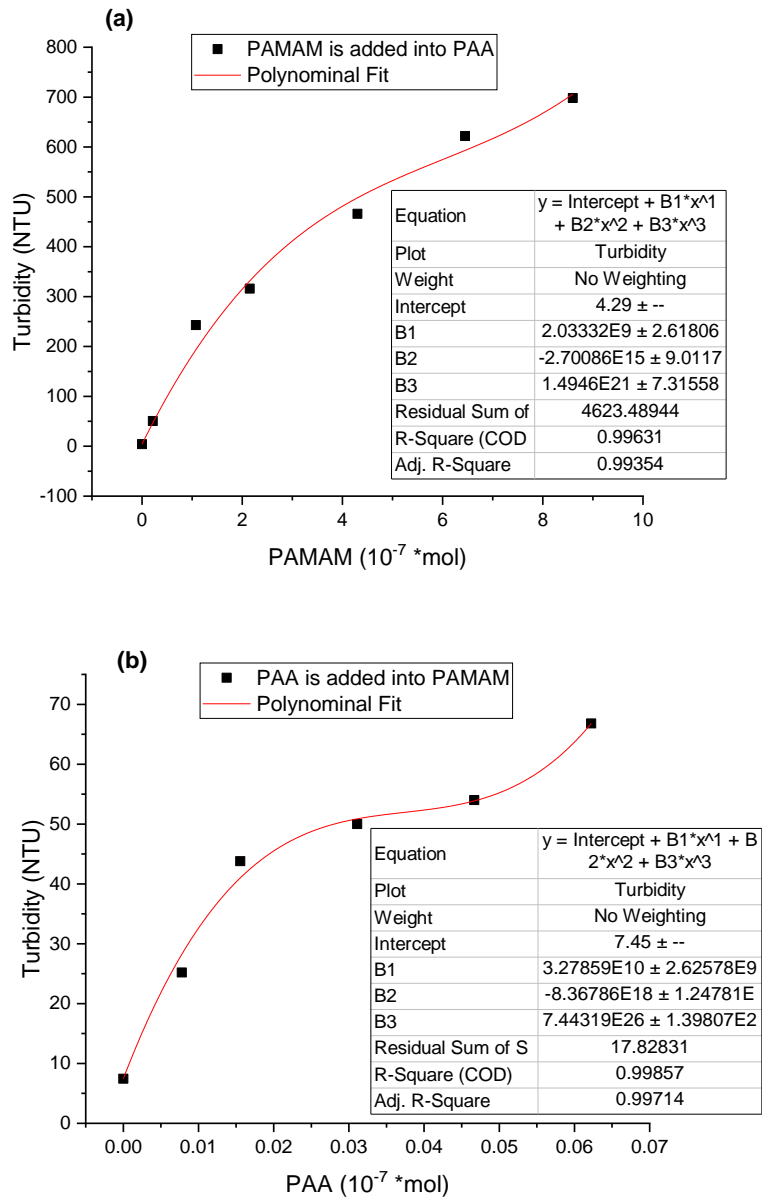 (a)
PAMAM is added into PAA
Polynominal Fit
800
700
600
500
400
300
200
100
0
-100
Turbidity (NTU)
Equation y = Intercept + B1*x^1
+ B2*x^2 + B3*x^3
Plot Turbidity
Weight No Weighting
Intercept 4.29 ± --
B1 2.03332E9 ± 2.61806
B2 -2.70086E15 ± 9.0117
B3 1.4946E21 ± 7.31558
Residual Sum of 4623.48944
R-Square (COD 0.99631
Adj. R-Square 0.99354
0 2 4 6 8 10
PAMAM (10⁻⁷ *mol)
(b)
PAA is added into PAMAM
Polynominal Fit
70
60
50
40
30
20
10
0
Turbidity (NTU)
Equation y = Intercept + B1*x^1 + B
2*x^2 + B3*x^3
Plot Turbidity
Weight No Weighting
Intercept 7.45 ± --
B1 3.27859E10 ± 2.62578E9
B2 -8.36786E18 ± 1.24781E
B3 7.44319E26 ± 1.39807E2
Residual Sum of S 17.82831
R-Square (COD) 0.99857
Adj. R-Square 0.99714
0.00 0.01 0.02 0.03 0.04 0.05 0.06 0.07
PAA (10⁻⁷ *mol)